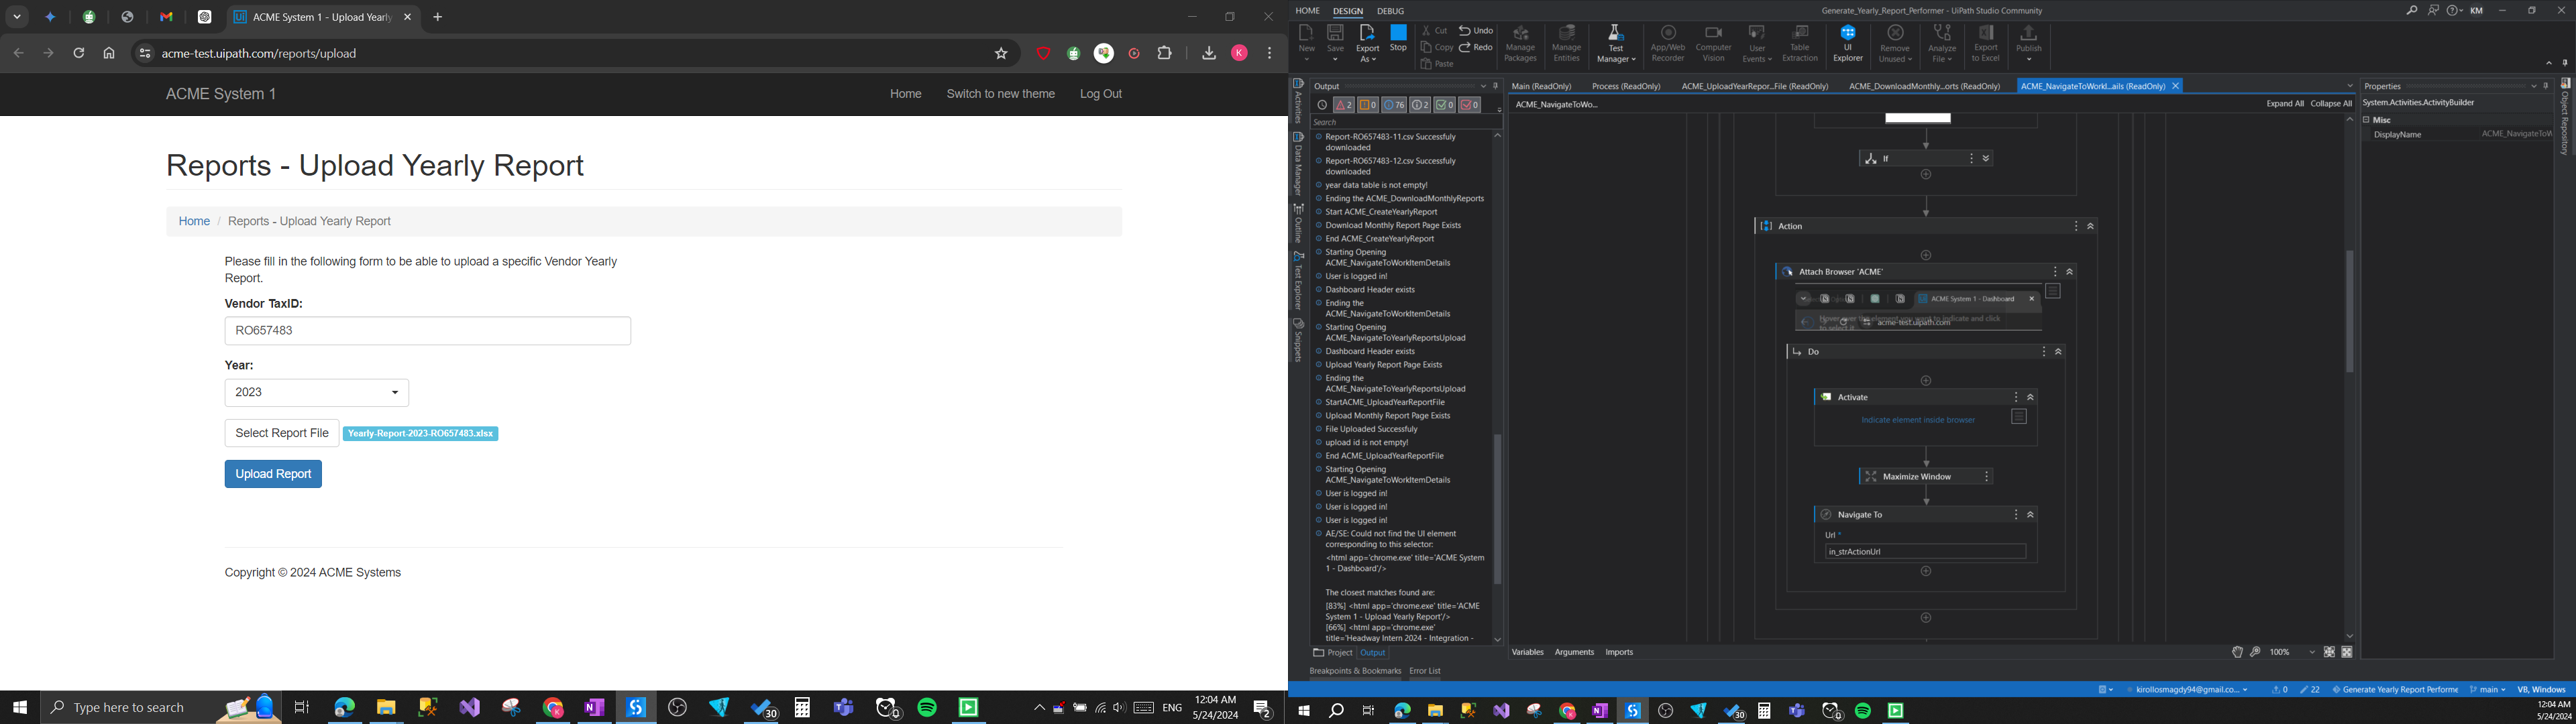 ACME System 1 - Upload Yearly
acme-test.uipath.com/reports/upload
ACME System 1
Home
Switch to new theme
Log Out
Reports - Upload Yearly Report
Home / Reports - Upload Yearly Report
Please fill in the following form to be able to upload a specific Vendor Yearly
Report.
Vendor TaxID:
RO657483
Year:
2023
Select Report File
Yearly-Report-2023-RO657483.xlsx
Upload Report
Copyright © 2024 ACME Systems
Type here to search
30
ENG
12:04 AM
5/24/2024
2
HOME
DESIGN
DEBUG
Generate_Yearly_Report_Performer - UiPath Studio Community
KM
New
Save
Export
As
Stop
Cut
Copy
Paste
Undo
Redo
Manage
Packages
Manage
Entities
Test
Manager
App/Web
Recorder
Computer
Vision
User
Events
Table
Extraction
UI
Explorer
Remove
Unused
Analyze
File
Export
to Excel
Publish
Activities
Data Manager
Outline
Test Explorer
Snippets
Output
2
0
76
2
0
0
Search
Report-RO657483-11.csv Successfuly
downloaded
Report-RO657483-12.csv Successfuly
downloaded
year data table is not empty!
Ending the ACME_DownloadMonthlyReports
Start ACME_CreateYearlyReport
Download Monthly Report Page Exists
End ACME_CreateYearlyReport
Starting Opening
ACME_NavigateToWorkItemDetails
User is logged in!
Dashboard Header exists
Ending the
ACME_NavigateToWorkItemDetails
Starting Opening
ACME_NavigateToYearlyReportsUpload
Dashboard Header exists
Upload Yearly Report Page Exists
Ending the
ACME_NavigateToYearlyReportsUpload
StartACME_UploadYearReportFile
Upload Monthly Report Page Exists
File Uploaded Successfuly
upload id is not empty!
End ACME_UploadYearReportFile
Starting Opening
ACME_NavigateToWorkItemDetails
User is logged in!
User is logged in!
User is logged in!
AE/SE: Could not find the UI element
corresponding to this selector:
<html app='chrome.exe' title='ACME System
1 - Dashboard'/>
The closest matches found are:
[83%] <html app='chrome.exe' title='ACME
System 1 - Upload Yearly Report'/>
[66%] <html app='chrome.exe'
title='Headway Intern 2024 - Integration -
Project
Output
Breakpoints & Bookmarks
Error List
Main (ReadOnly)
Process (ReadOnly)
ACME_UploadYearRepor...File (ReadOnly)
ACME_DownloadMonthly...orts (ReadOnly)
ACME_NavigateToWorkI...ails (ReadOnly)
ACME_NavigateToWo...
Expand All
Collapse All
If
Action
Attach Browser 'ACME'
ACME System 1 - Dashboard
acme-test.uipath.com
Do
Activate
Indicate element inside browser
Maximize Window
Navigate To
Url *
in_strActionUrl
Variables
Arguments
Imports
100%
Properties
System.Activities.ActivityBuilder
Misc
DisplayName
ACME_NavigateToW
Object Repository
0
22
kirollosmagdy94@gmail.co...
Generate Yearly Report Performe
main
VB, Windows
30
12:04 AM
5/24/2024